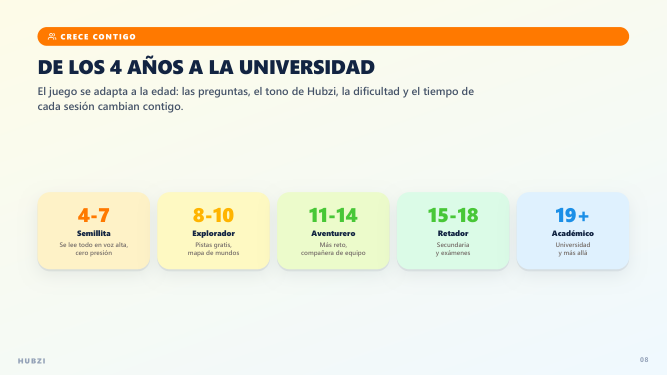 CRECE CONTIGO
DE LOS 4 AÑOS A LA UNIVERSIDAD
El juego se adapta a la edad: las preguntas, el tono de Hubzi, la dificultad y el tiempo de
cada sesión cambian contigo.
4-7
Semillita
Se lee todo en voz alta,
cero presión
8-10
Explorador
Pistas gratis,
mapa de mundos
11-14
Aventurero
Más reto,
compañera de equipo
15-18
Retador
Secundaria
y exámenes
19+
Académico
Universidad
y más allá
HUBZI
08